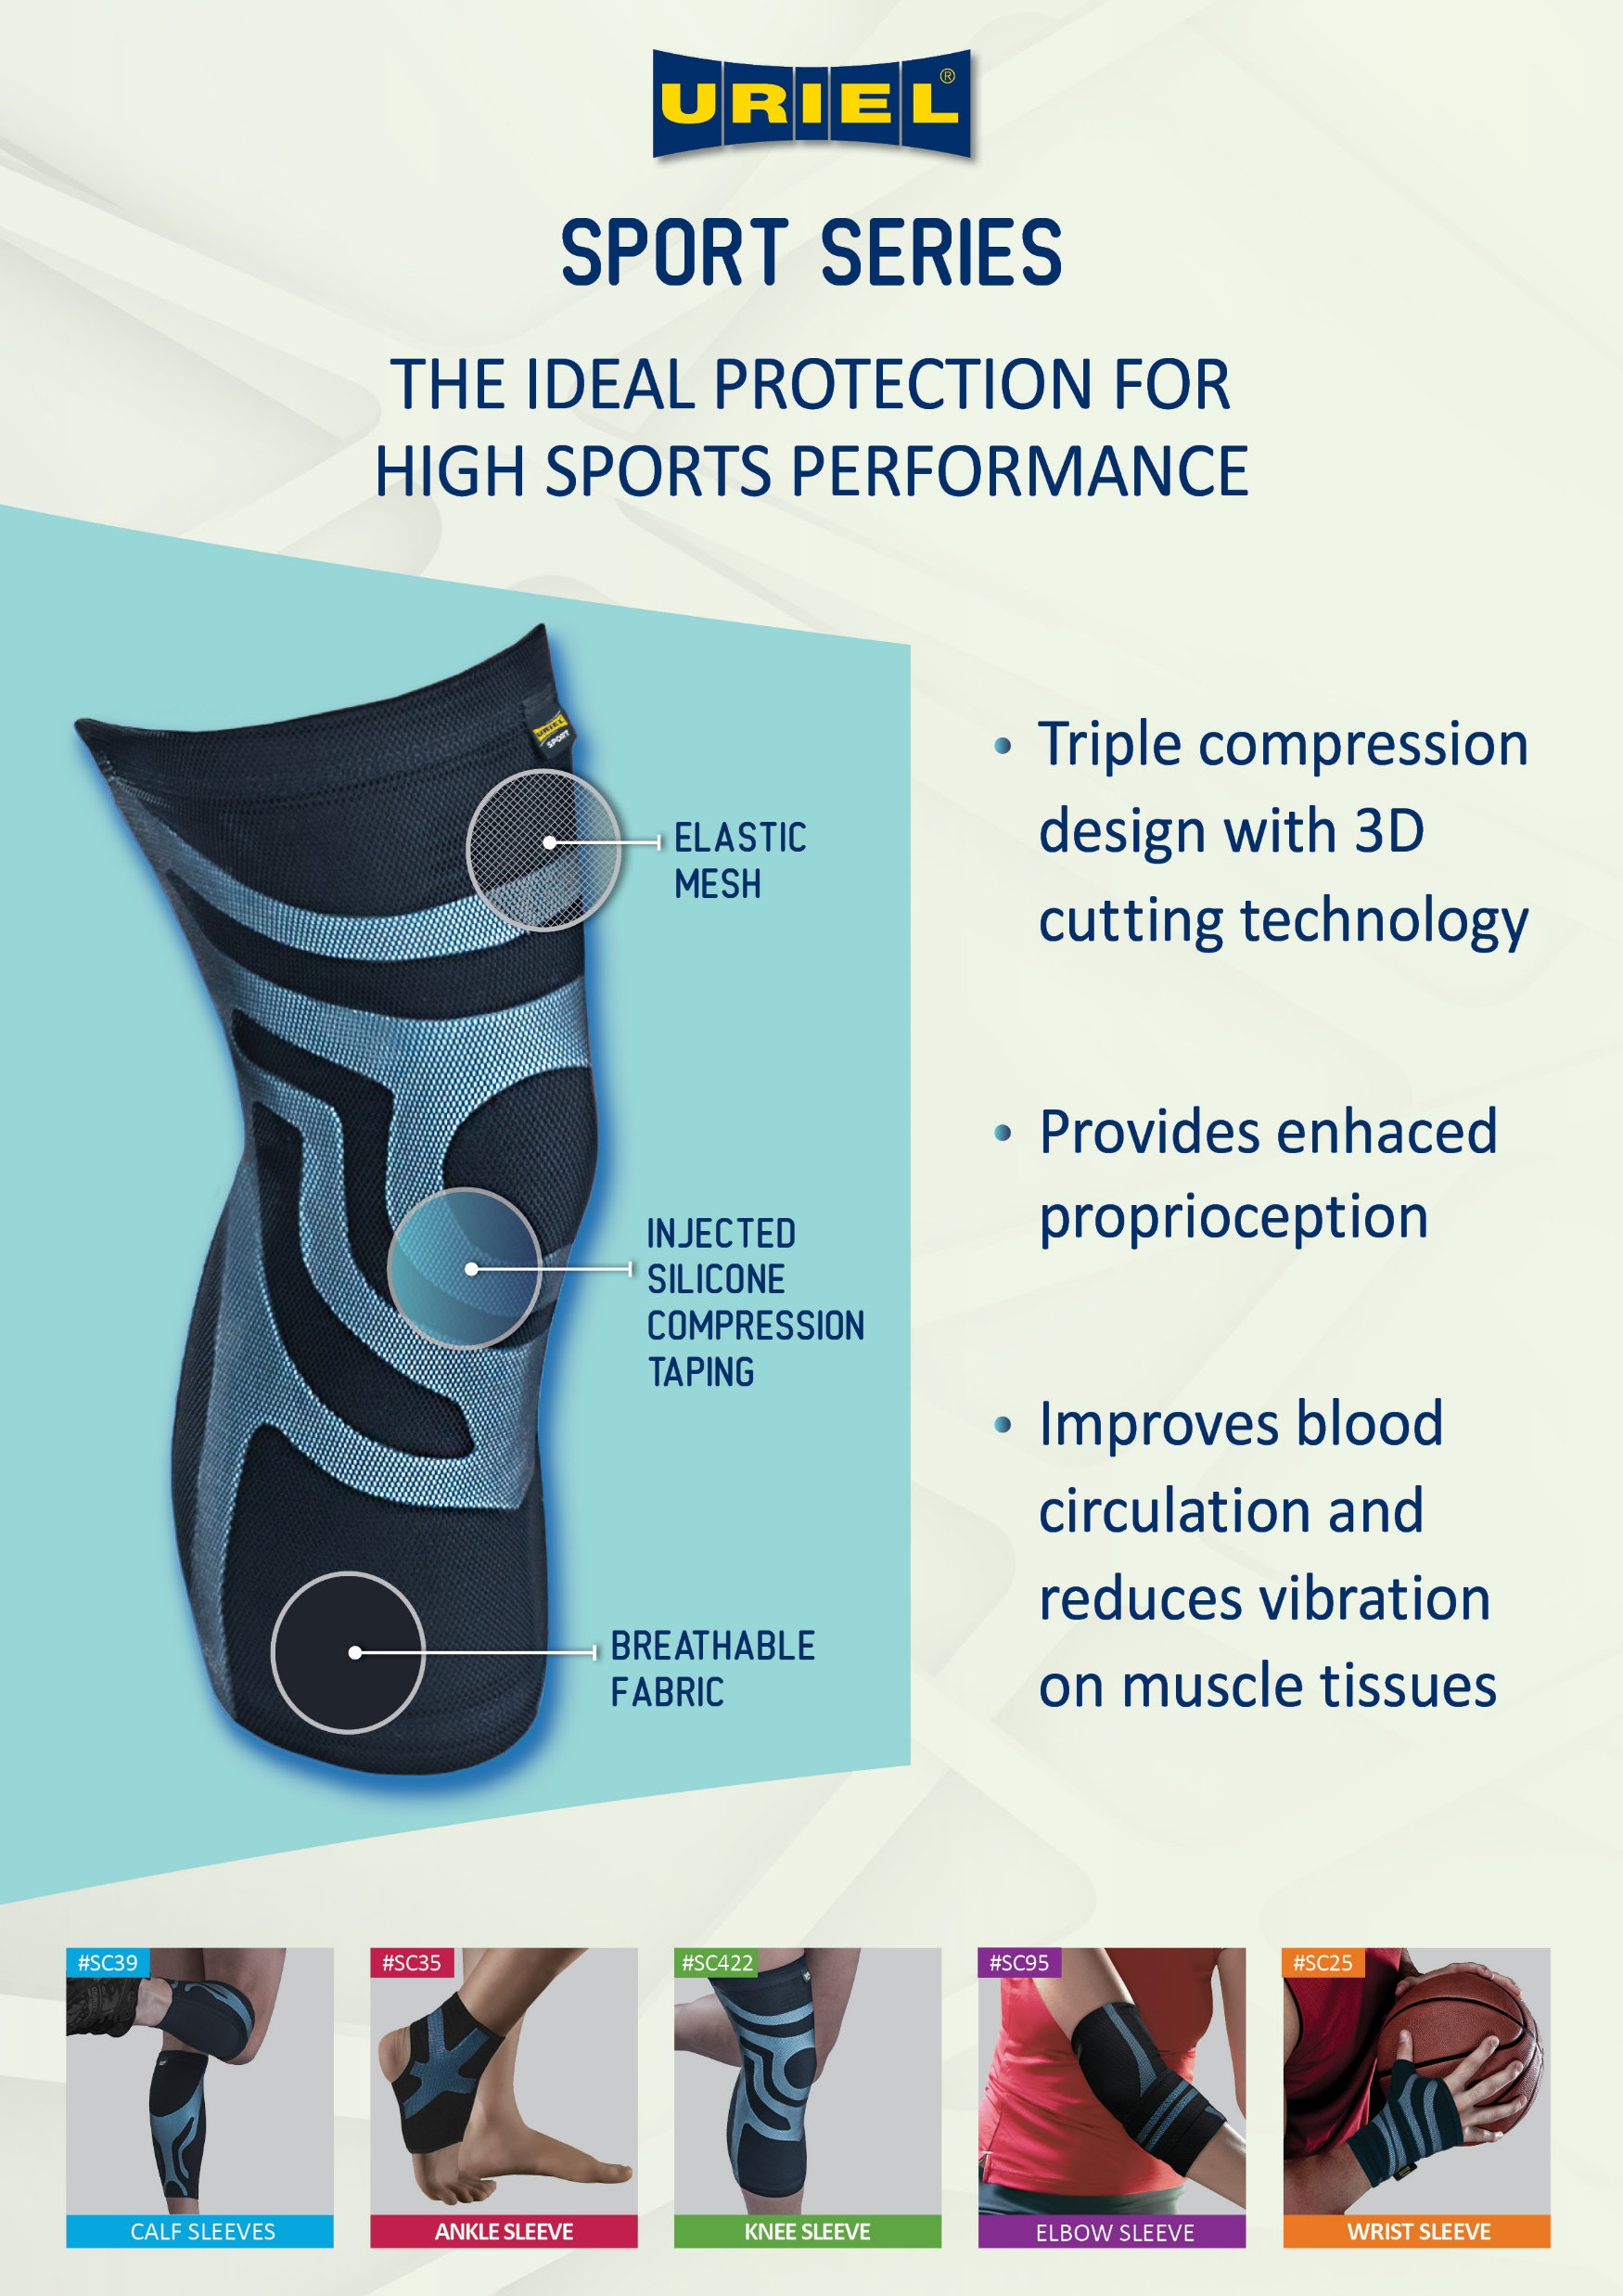 URIEL®
SPORT SERIES
THE IDEAL PROTECTION FOR
HIGH SPORTS PERFORMANCE
URIEL
SPORT
ELASTIC
MESH
INJECTED
SILICONE
COMPRESSION
TAPING
BREATHABLE
FABRIC
• Triple compression
design with 3D
cutting technology
• Provides enhaced
proprioception
• Improves blood
circulation and
reduces vibration
on muscle tissues
#SC39
CALF SLEEVES
#SC35
ANKLE SLEEVE
#SC422
KNEE SLEEVE
#SC95
ELBOW SLEEVE
#SC25
WRIST SLEEVE